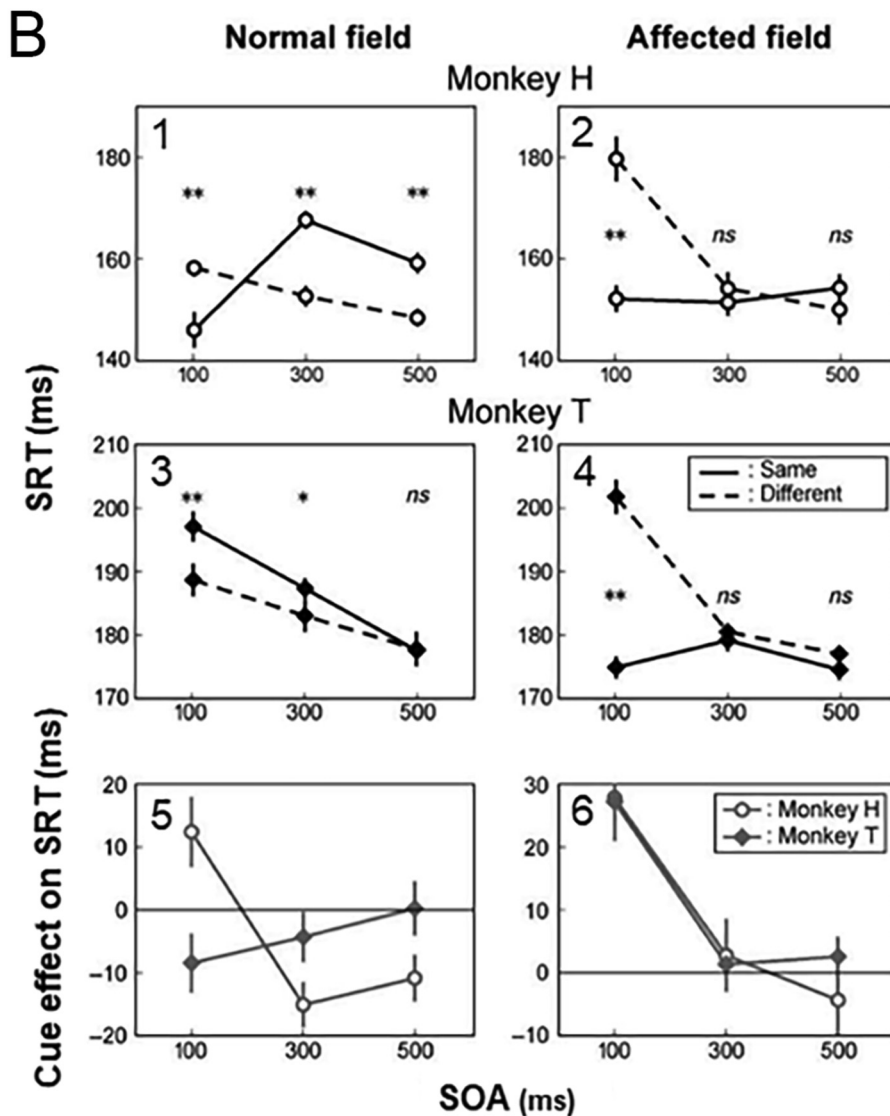 B
Normal field Affected field
Monkey H
1
2
190
180
160
140
180
160
140
** ** **
** ns ns
100 300 500
100 300 500
SRT (ms)
Monkey T
3
4
210
200
190
180
170
210
200
190
180
170
** * ns
: Same
: Different
** ns ns
100 300 500
100 300 500
Cue effect on SRT (ms)
5
6
20
10
0
–10
–20
30
20
10
0
–10
: Monkey H
: Monkey T
100 300 500
100 300 500
SOA (ms)